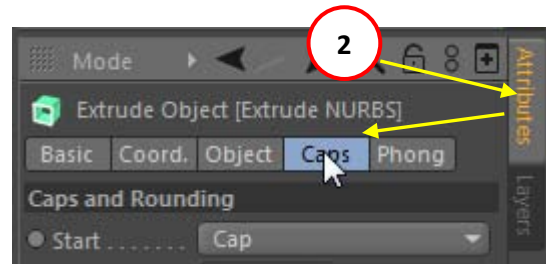 2
Mode
Extrude Object [Extrude NURBS]
Basic Coord. Object Caps Phong
Caps and Rounding
Start . . . . . . . Cap
Attributes
Layers